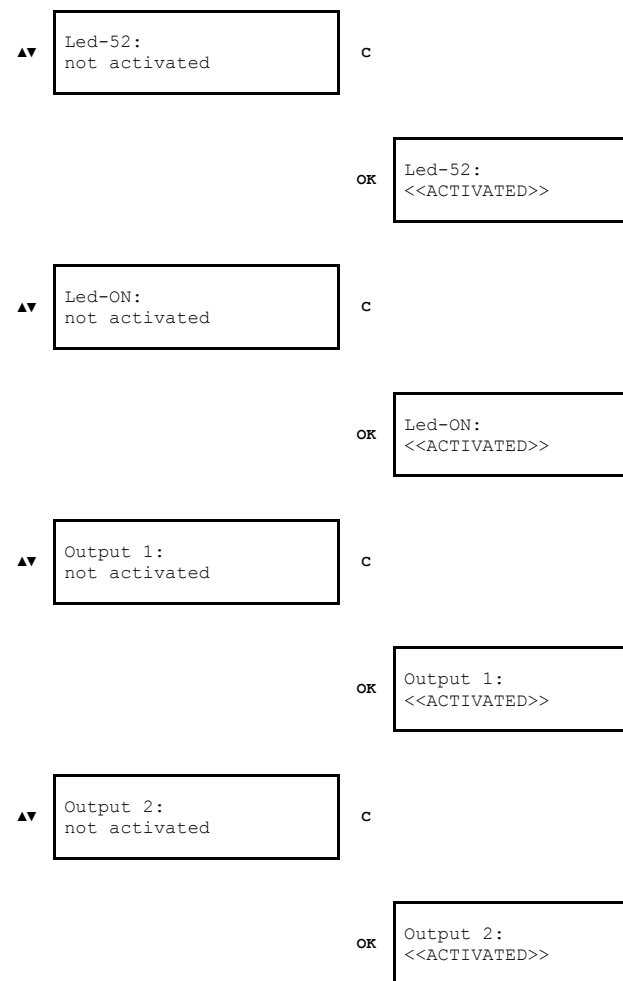 ▲▼
Led-52:
not activated
C
OK
Led-52:
<<ACTIVATED>>
▲▼
Led-ON:
not activated
C
OK
Led-ON:
<<ACTIVATED>>
▲▼
Output 1:
not activated
C
OK
Output 1:
<<ACTIVATED>>
▲▼
Output 2:
not activated
C
OK
Output 2:
<<ACTIVATED>>